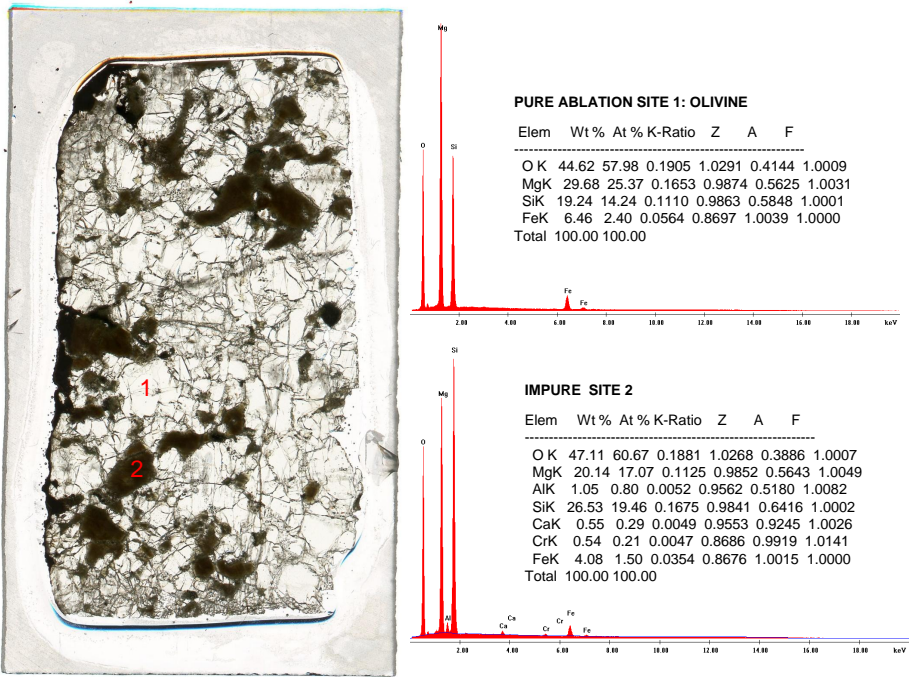 Mg
O
Si
Fe
Fe
2.00 4.00 6.00 8.00 10.00 12.00 14.00 16.00 18.00 keV
PURE ABLATION SITE 1: OLIVINE
Elem Wt % At % K-Ratio Z A F
O K 44.62 57.98 0.1905 1.0291 0.4144 1.0009
MgK 29.68 25.37 0.1653 0.9874 0.5625 1.0031
SiK 19.24 14.24 0.1110 0.9863 0.5848 1.0001
FeK 6.46 2.40 0.0564 0.8697 1.0039 1.0000
Total 100.00 100.00
1
2
Si
Mg
O
Al
Ca
Ca
Cr
Cr
Fe
Fe
2.00 4.00 6.00 8.00 10.00 12.00 14.00 16.00 18.00 keV
IMPURE SITE 2
Elem Wt % At % K-Ratio Z A F
O K 47.11 60.67 0.1881 1.0268 0.3886 1.0007
MgK 20.14 17.07 0.1125 0.9852 0.5643 1.0049
AlK 1.05 0.80 0.0052 0.9562 0.5180 1.0082
SiK 26.53 19.46 0.1675 0.9841 0.6416 1.0002
CaK 0.55 0.29 0.0049 0.9553 0.9245 1.0026
CrK 0.54 0.21 0.0047 0.8686 0.9919 1.0141
FeK 4.08 1.50 0.0354 0.8676 1.0015 1.0000
Total 100.00 100.00